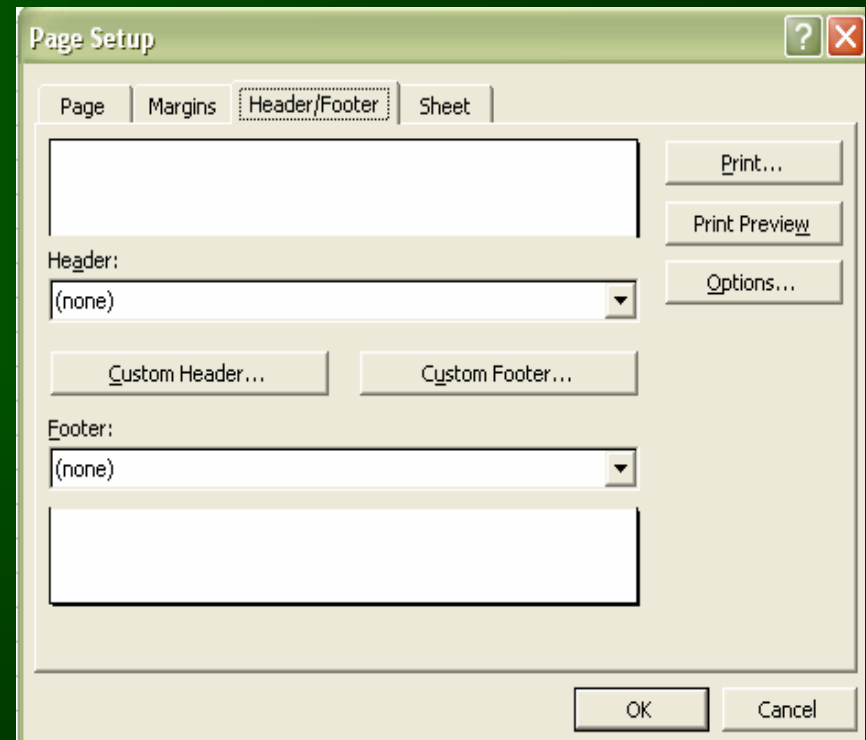 Page Setup
?
Page Margins Header/Footer Sheet
Print...
Print Preview
Header:
Options...
(none)
Custom Header... Custom Footer...
Footer:
(none)
OK Cancel